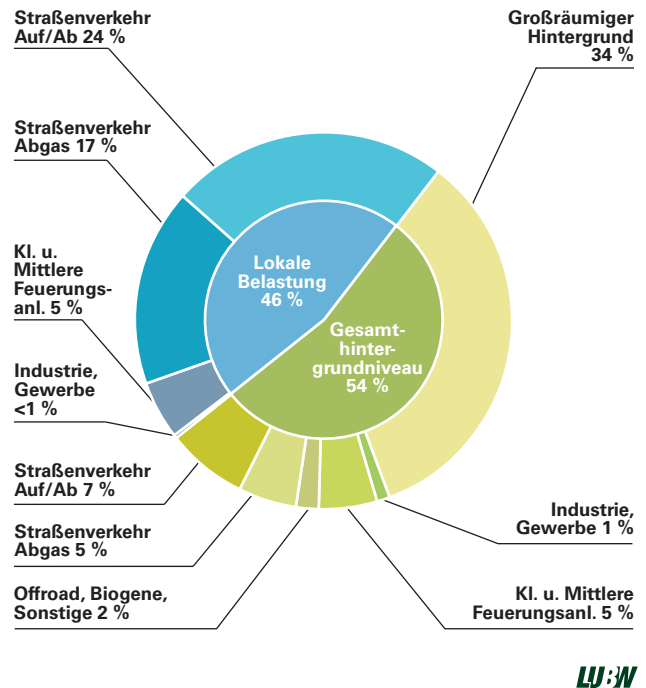 Straßenverkehr
Auf/Ab 24 %
Großräumiger
Hintergrund
34 %
Straßenverkehr
Abgas 17 %
Kl. u.
Mittlere
Feuerungs-
anl. 5 %
Lokale
Belastung
46 %
Gesamt-
hinter-
grundniveau
54 %
Industrie,
Gewerbe
<1 %
Straßenverkehr
Auf/Ab 7 %
Straßenverkehr
Abgas 5 %
Offroad, Biogene,
Sonstige 2 %
Industrie,
Gewerbe 1 %
Kl. u. Mittlere
Feuerungsanl. 5 %
LUBW